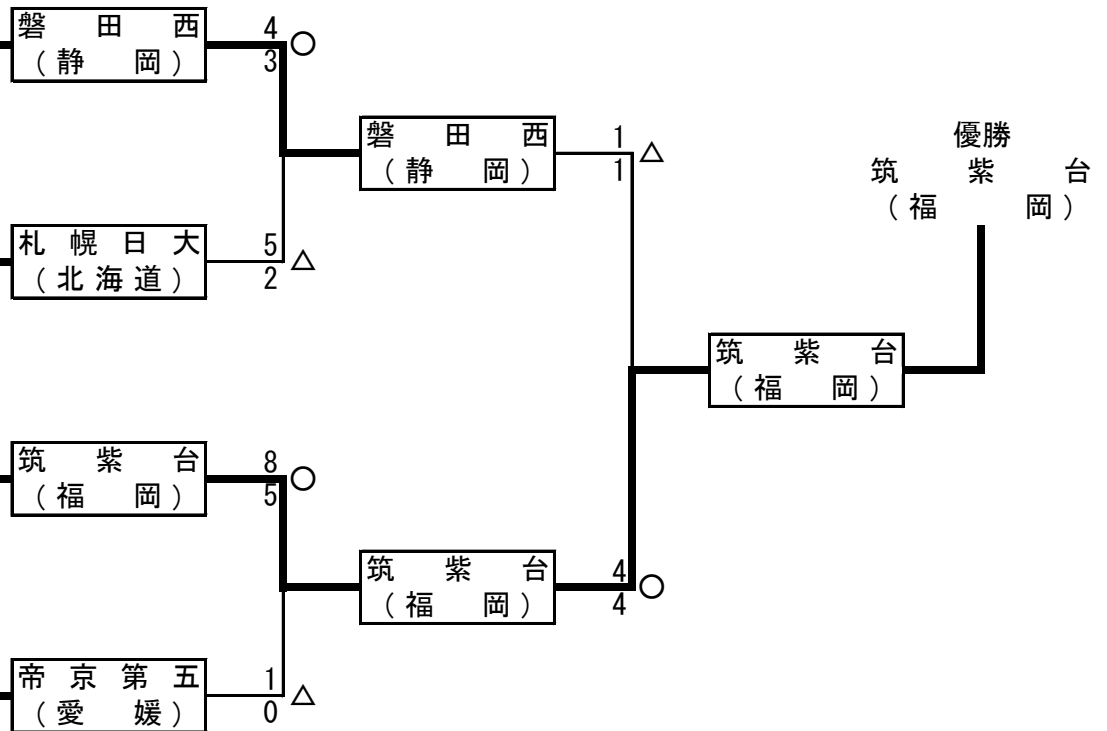 磐田西
(静岡)
4
3
○
磐田西
(静岡)
1
1
△
優勝
筑紫台
(福岡)
札幌日大
(北海道)
5
2
△
筑紫台
(福岡)
筑紫台
(福岡)
8
5
○
筑紫台
(福岡)
4
4
○
帝京第五
(愛媛)
1
0
△